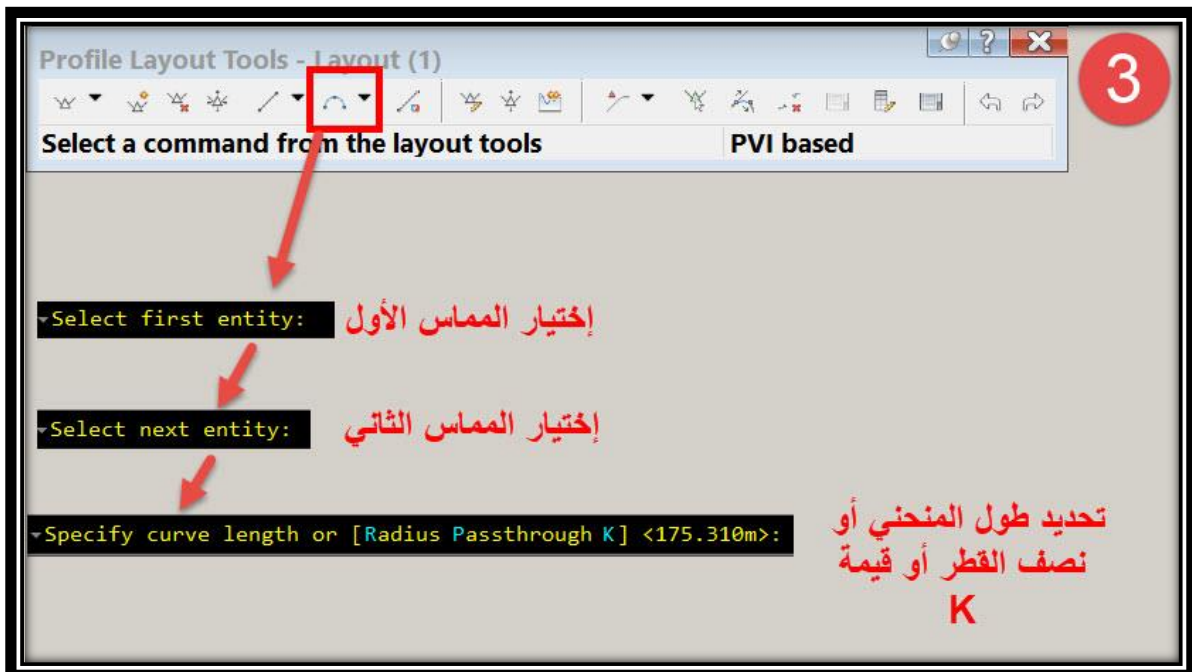 Profile Layout Tools - Layout (1)
3
Select a command from the layout tools
PVI based
Select first entity:
إختيار المماس الأول
Select next entity:
إختيار المماس الثاني
Specify curve length or [Radius Passthrough K] <175.310m>:
تحديد طول المنحني أو
نصف القطر أو قيمة
K